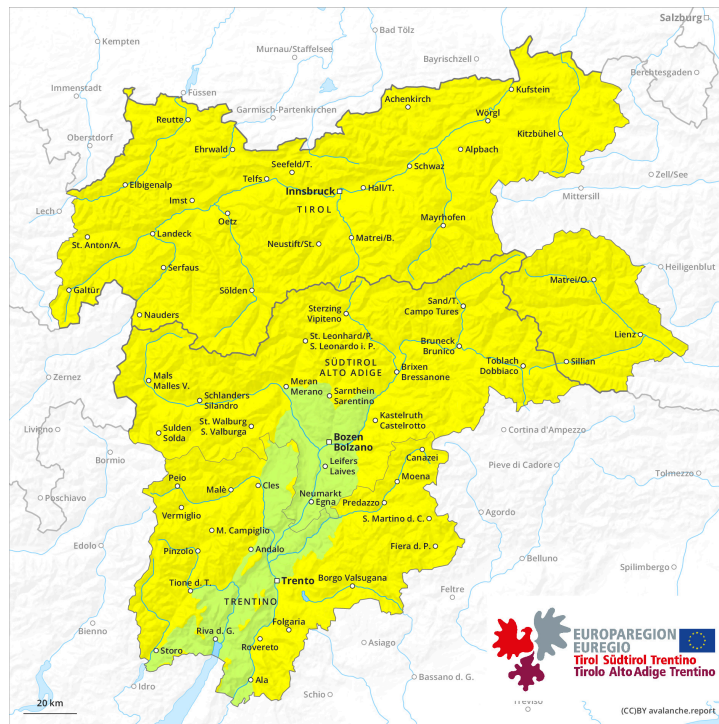 Salzburg
Kempten
Bad Tölz
Murnau/Staffelsee
Bayrischzell
Berchtesgaden
Immenstadt
Füssen
Garmisch-Partenkirchen
Kufstein
Achenkirch
Reutte
Wörgl
Oberstdorf
Kitzbühel
Ehrwald
Alpbach
Seefeld/T.
Schwaz
Zell/See
Elbigenalp
Telfs
Innsbruck
Hall/T.
Mittersill
Imst
TIROL
Lech
Oetz
Mayrhofen
Landeck
Matrei/B.
St. Anton/A.
Neustift/St.
Serfaus
Heiligenblut
Matrei/O.
Galtür
Sölden
Nauders
Sterzing
Vipiteno
Sand/T.
Campo Tures
Lienz
St. Leonhard/P.
S. Leonardo i. P.
Bruneck
Brunico
Sillian
SÜDTIROL
ALTO ADIGE
Toblach
Dobbiaco
Brixen
Bressanone
Zernez
Mals
Malles V.
Meran
Merano
Sarnthein
Sarentino
Schlanders
Silandro
St. Walburg
S. Valburga
Kastelruth
Castelrotto
Livigno
Sulden
Solda
Bozen
Bolzano
Cortina d'Ampezzo
Bormio
Canazei
Leifers
Laives
Pieve di Cadore
Tolmezzo
Poschiavo
Peio
Malè
Cles
Moena
Neumarkt
Egna
Predazzo
Vermiglio
Agordo
S. Martino d. C.
M. Campiglio
Edolo
Pinzolo
Andalo
Fiera d. P.
Belluno
Spilimbergo
Tione d. T.
Trento
Borgo Valsugana
Feltre
TRENTINO
Bienno
Folgaria
Riva d. G.
Rovereto
Asiago
Storo
Ala
Idro
Schio
Bassano d. G.
Treviso
EUROPAREGION
EUREGIO
Tirol Südtirol Trentino
Tirolo Alto Adige Trentino
20 km
(CC)BY avalanche.report